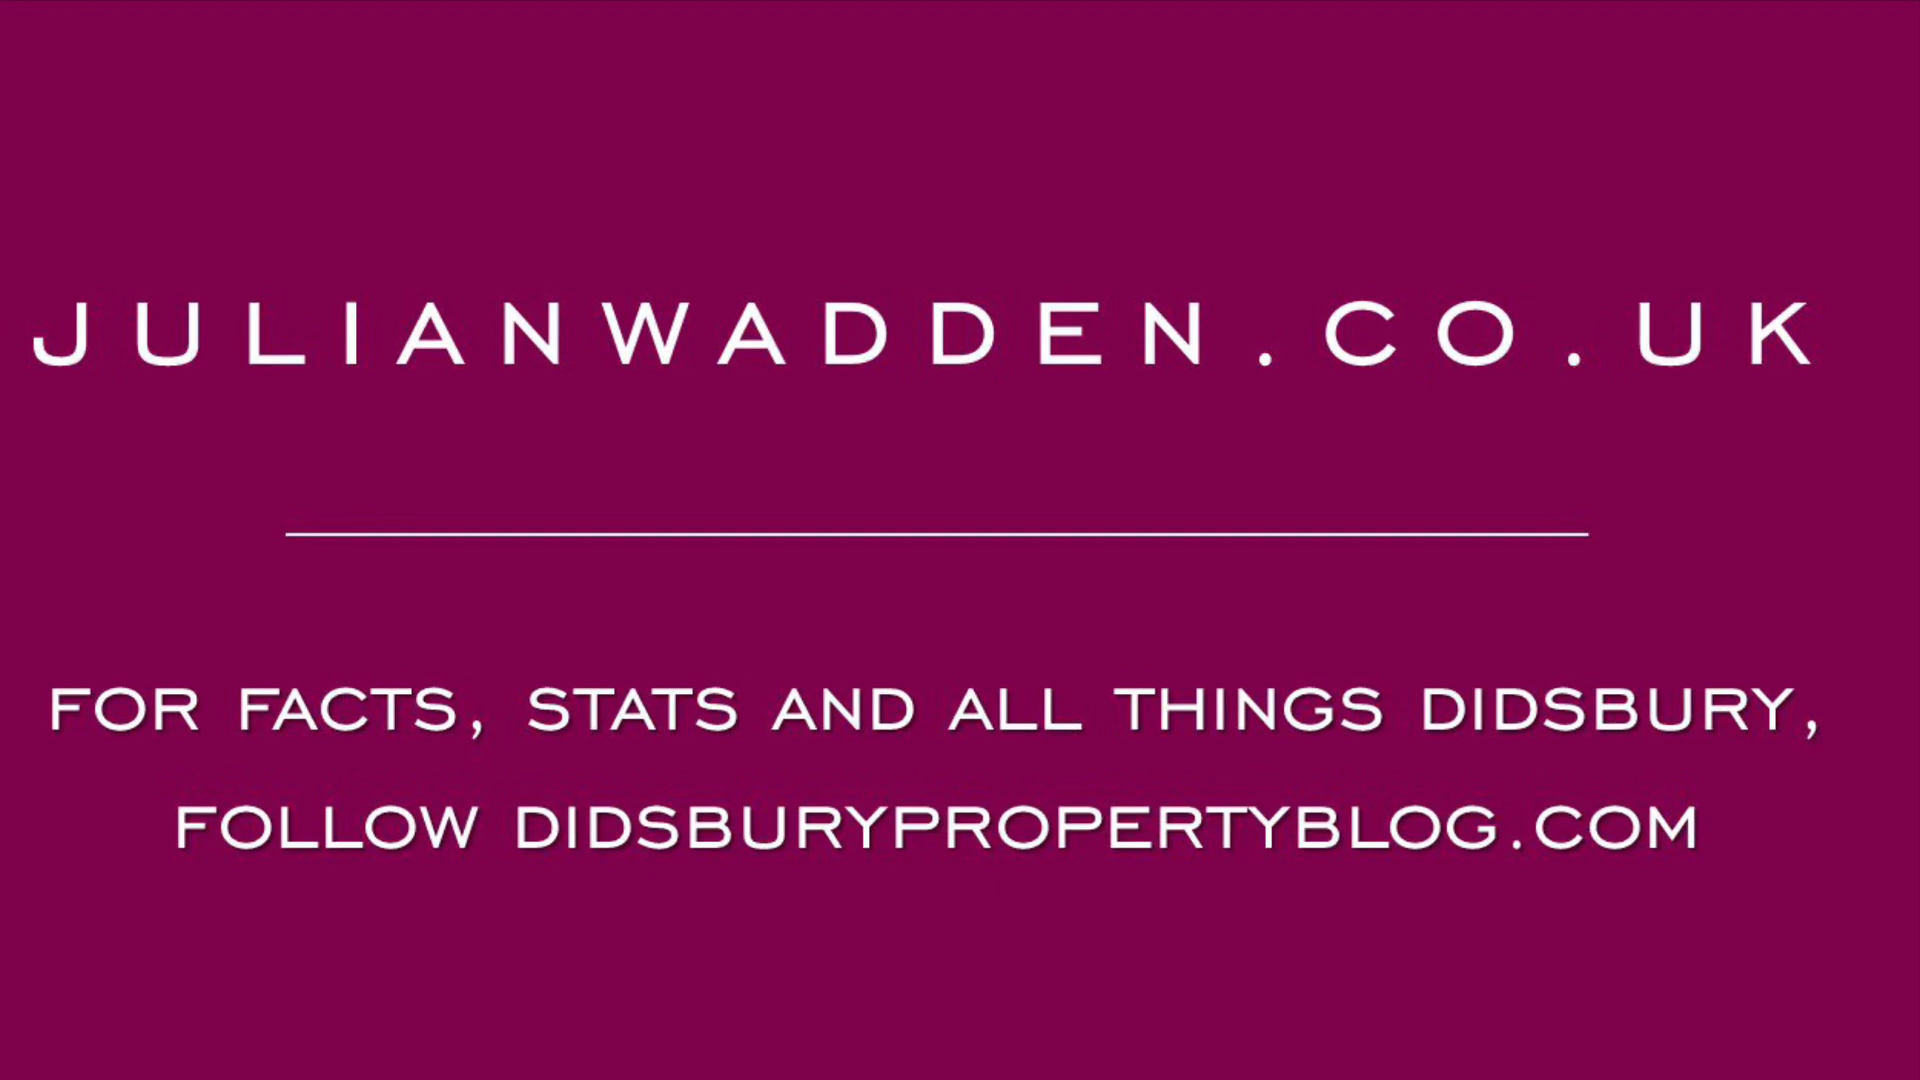 JULIANWADDEN.CO.UK
FOR FACTS, STATS AND ALL THINGS DIDSBURY,
FOLLOW DIDSBURYPROPERTYBLOG.COM